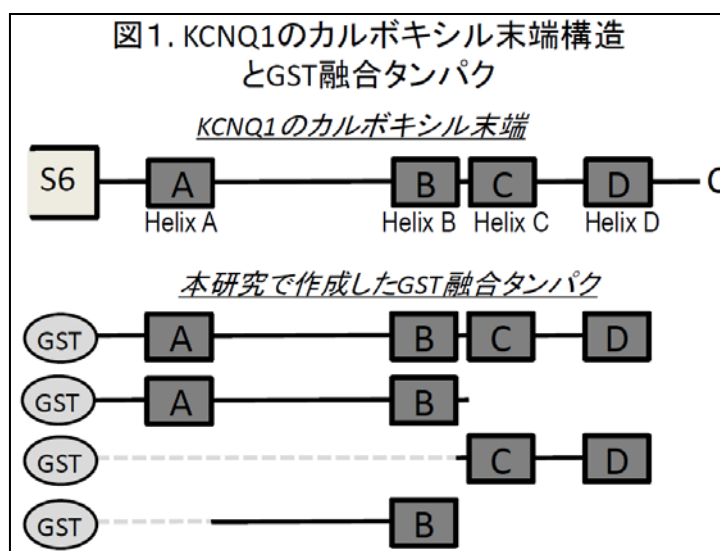 図1. KCNQ1のカルボキシル末端構造
とGST融合タンパク
KCNQ1のカルボキシル末端
S6 A B C D C
Helix A Helix B Helix C Helix D
本研究で作成したGST融合タンパク
GST A B C D
GST A B
GST C D
GST B